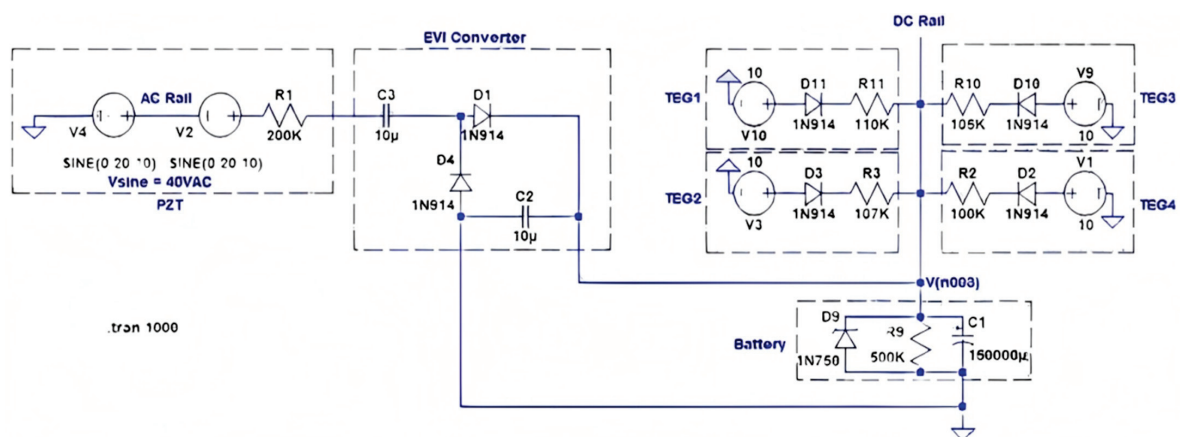 DC Rail
EVI Converter
AC Rail
R1
200K
V4
V2
SINE(0 20 10) SINE(0 20 10)
Vsine = 40VAC
PZT
C3
10µ
D1
1N914
D4
1N914
C2
10µ
TEG1
10
V10
D11
1N914
R11
110K
R10
105K
D10
1N914
V9
10
TEG3
TEG2
10
V3
D3
1N914
R3
107K
R2
100K
D2
1N914
V1
10
TEG4
V(n003)
.tran 1000
Battery
D9
1N750
R9
500K
C1
150000µ